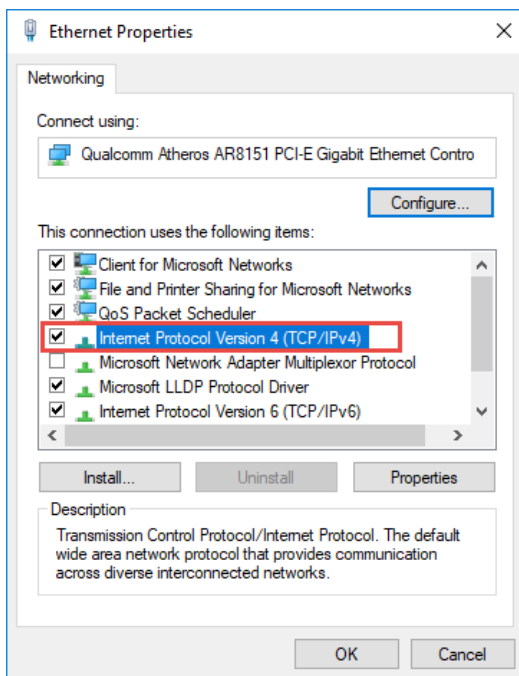 Ethernet Properties
Networking
Connect using:
Qualcomm Atheros AR8151 PCI-E Gigabit Ethernet Contro
Configure...
This connection uses the following items:
Client for Microsoft Networks
File and Printer Sharing for Microsoft Networks
QoS Packet Scheduler
Internet Protocol Version 4 (TCP/IPv4)
Microsoft Network Adapter Multiplexor Protocol
Microsoft LLDP Protocol Driver
Internet Protocol Version 6 (TCP/IPv6)
Install... Uninstall Properties
Description
Transmission Control Protocol/Internet Protocol. The default
wide area network protocol that provides communication
across diverse interconnected networks.
OK Cancel